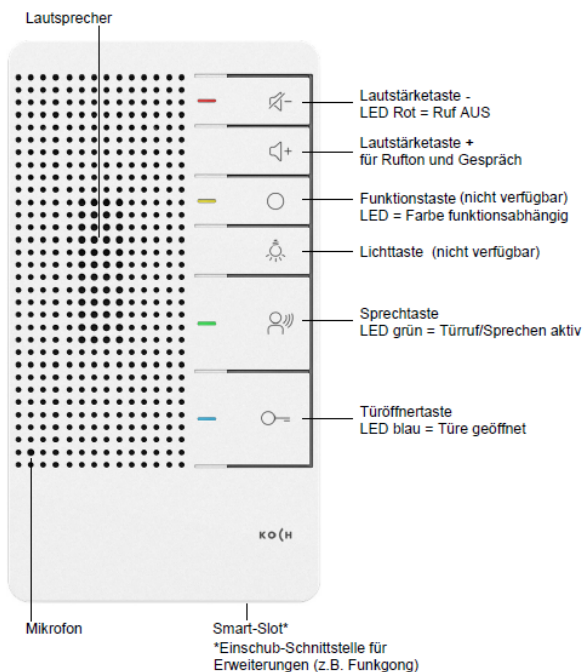 Lautsprecher
Lautstärketaste -
LED Rot = Ruf AUS
Lautstärketaste +
für Rufton und Gespräch
Funktionstaste (nicht verfügbar)
LED = Farbe funktionsabhängig
Lichttaste (nicht verfügbar)
Sprechtaste
LED grün = Türruf/Sprechen aktiv
Türöffnertaste
LED blau = Türe geöffnet
KOCH
Mikrofon
Smart-Slot*
*Einschub-Schnittstelle für
Erweiterungen (z.B. Funkgong)